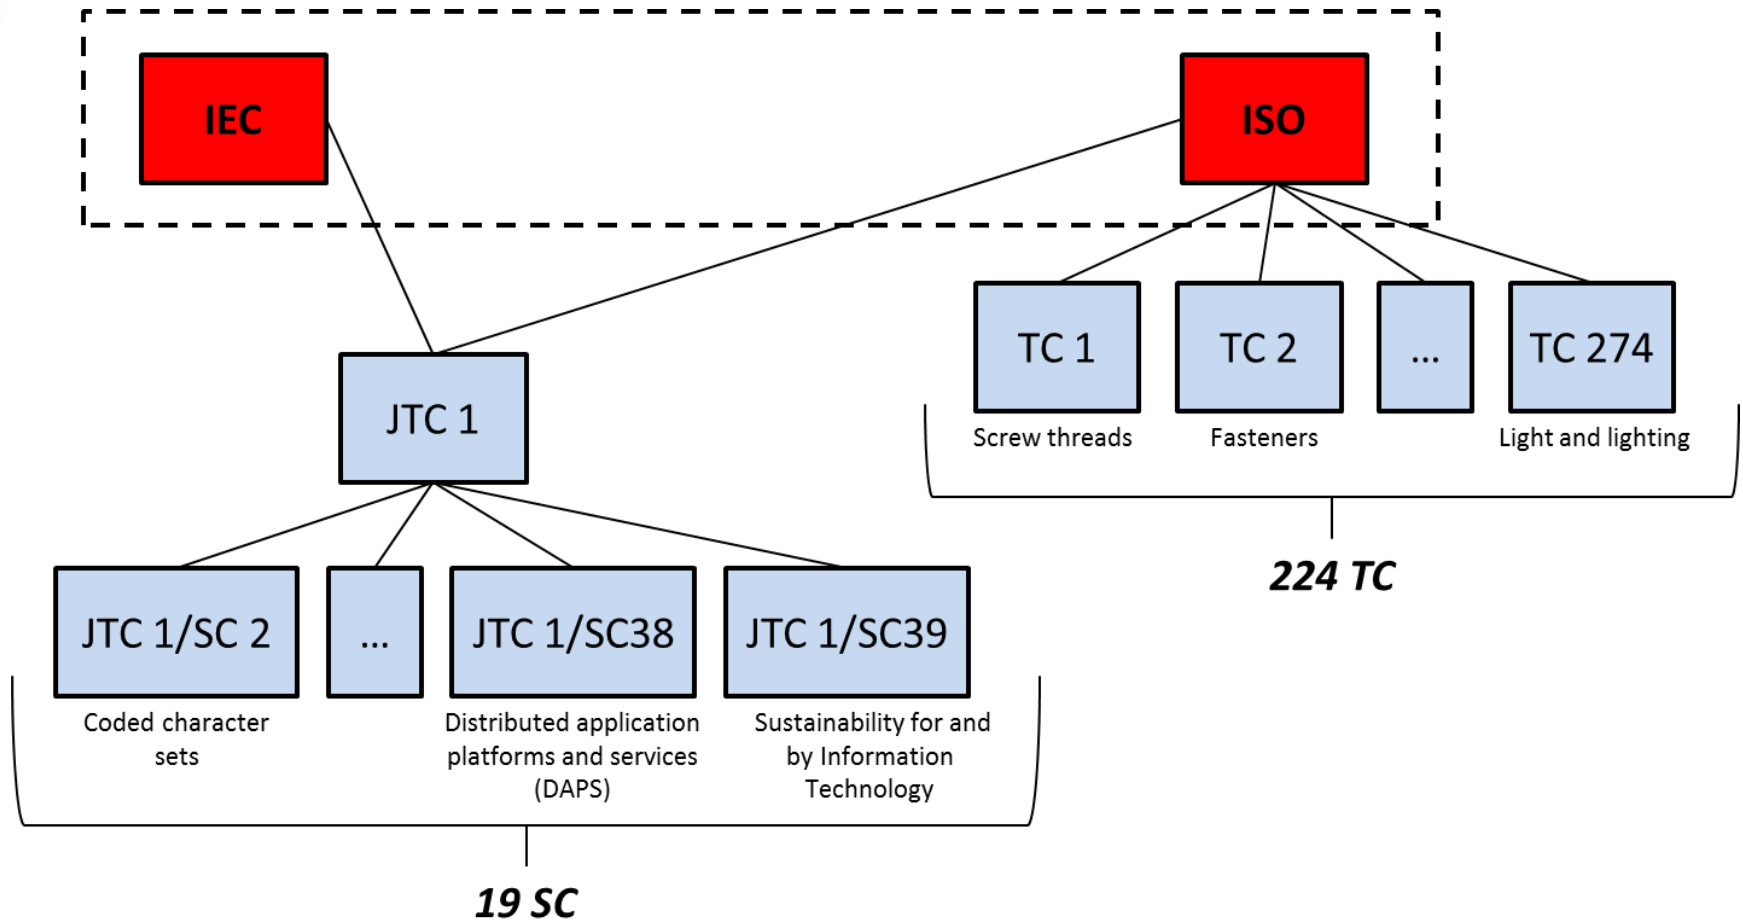 IEC
ISO
TC 1
TC 2
...
TC 274
Screw threads
Fasteners
Light and lighting
224 TC
JTC 1
JTC 1/SC 2
...
JTC 1/SC38
JTC 1/SC39
Coded character
sets
Distributed application
platforms and services
(DAPS)
Sustainability for and
by Information
Technology
19 SC